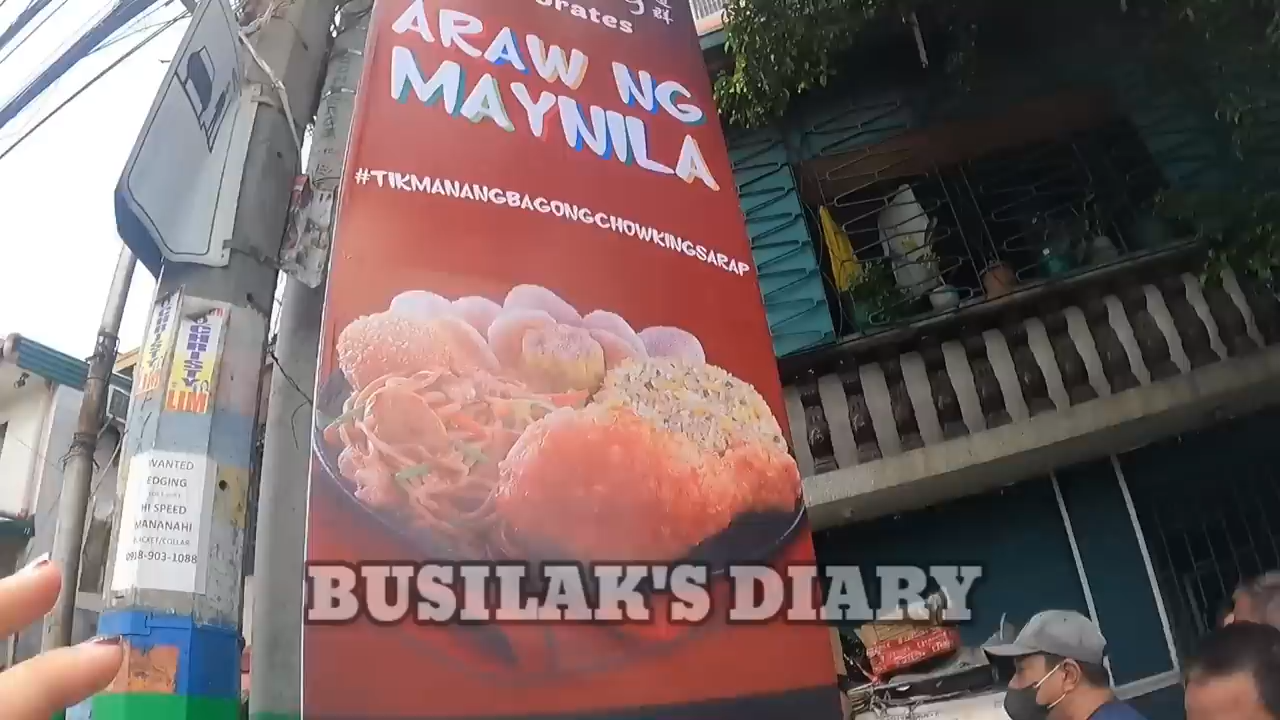 ARAW NG
MAYNILA
#TIKMANANGBAGONGCHOWKINGSARAP
CHRISTY
LIM
WANTED
EDGING
HI SPEED
MANANAHI
0918-903-1088
BUSILAK'S DIARY